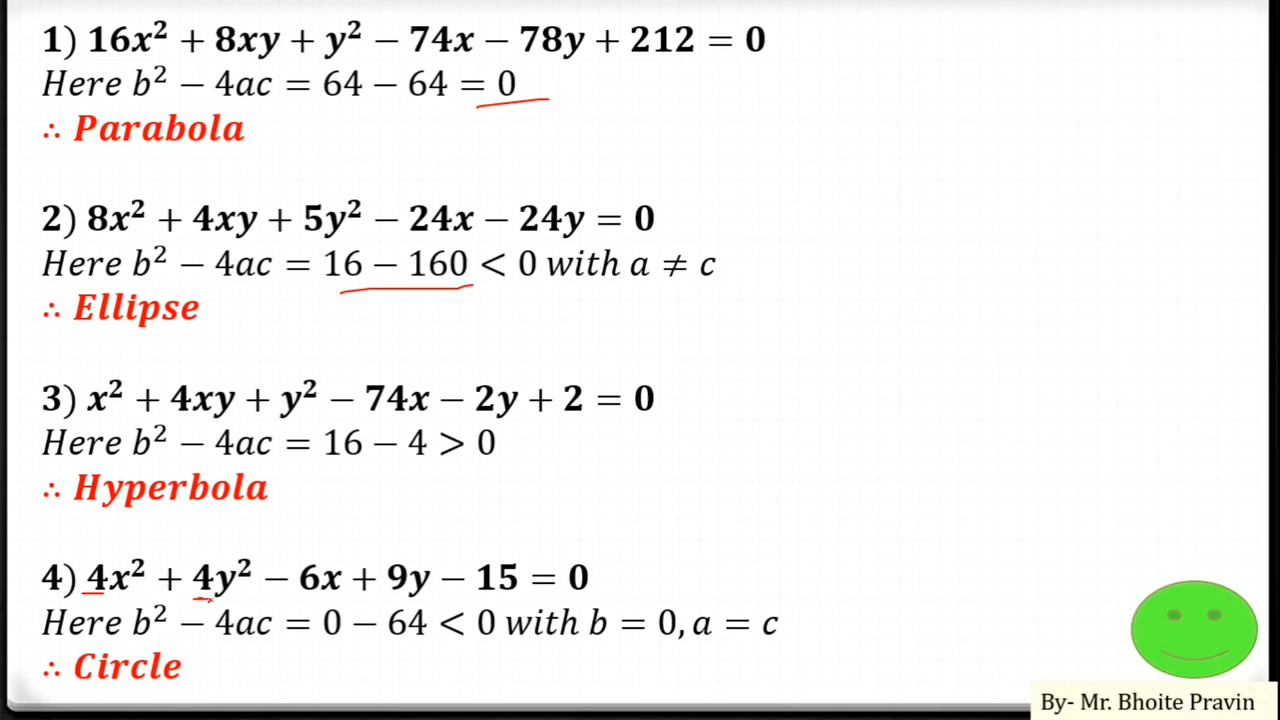 1) 16x² + 8xy + y² − 74x − 78y + 212 = 0
Here b² − 4ac = 64 − 64 = 0
∴ Parabola
2) 8x² + 4xy + 5y² − 24x − 24y = 0
Here b² − 4ac = 16 − 160 < 0 with a ≠ c
∴ Ellipse
3) x² + 4xy + y² − 74x − 2y + 2 = 0
Here b² − 4ac = 16 − 4 > 0
∴ Hyperbola
4) 4x² + 4y² − 6x + 9y − 15 = 0
Here b² − 4ac = 0 − 64 < 0 with b = 0, a = c
∴ Circle
By- Mr. Bhoite Pravin